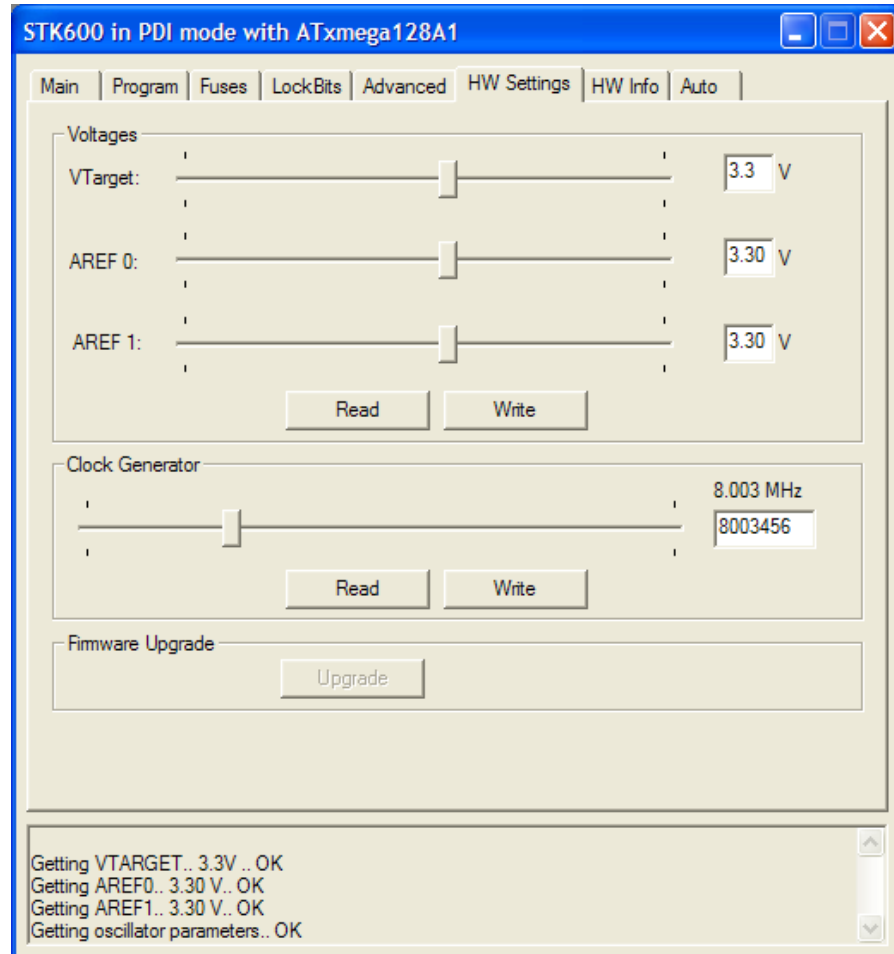 STK600 in PDI mode with ATxmega128A1
Main Program Fuses LockBits Advanced HW Settings HW Info Auto
Voltages
VTarget: 3.3 V
AREF 0: 3.30 V
AREF 1: 3.30 V
Read Write
Clock Generator
8.003 MHz
8003456
Read Write
Firmware Upgrade
Upgrade
Getting VTARGET.. 3.3V .. OK
Getting AREF0.. 3.30 V.. OK
Getting AREF1.. 3.30 V.. OK
Getting oscillator parameters.. OK